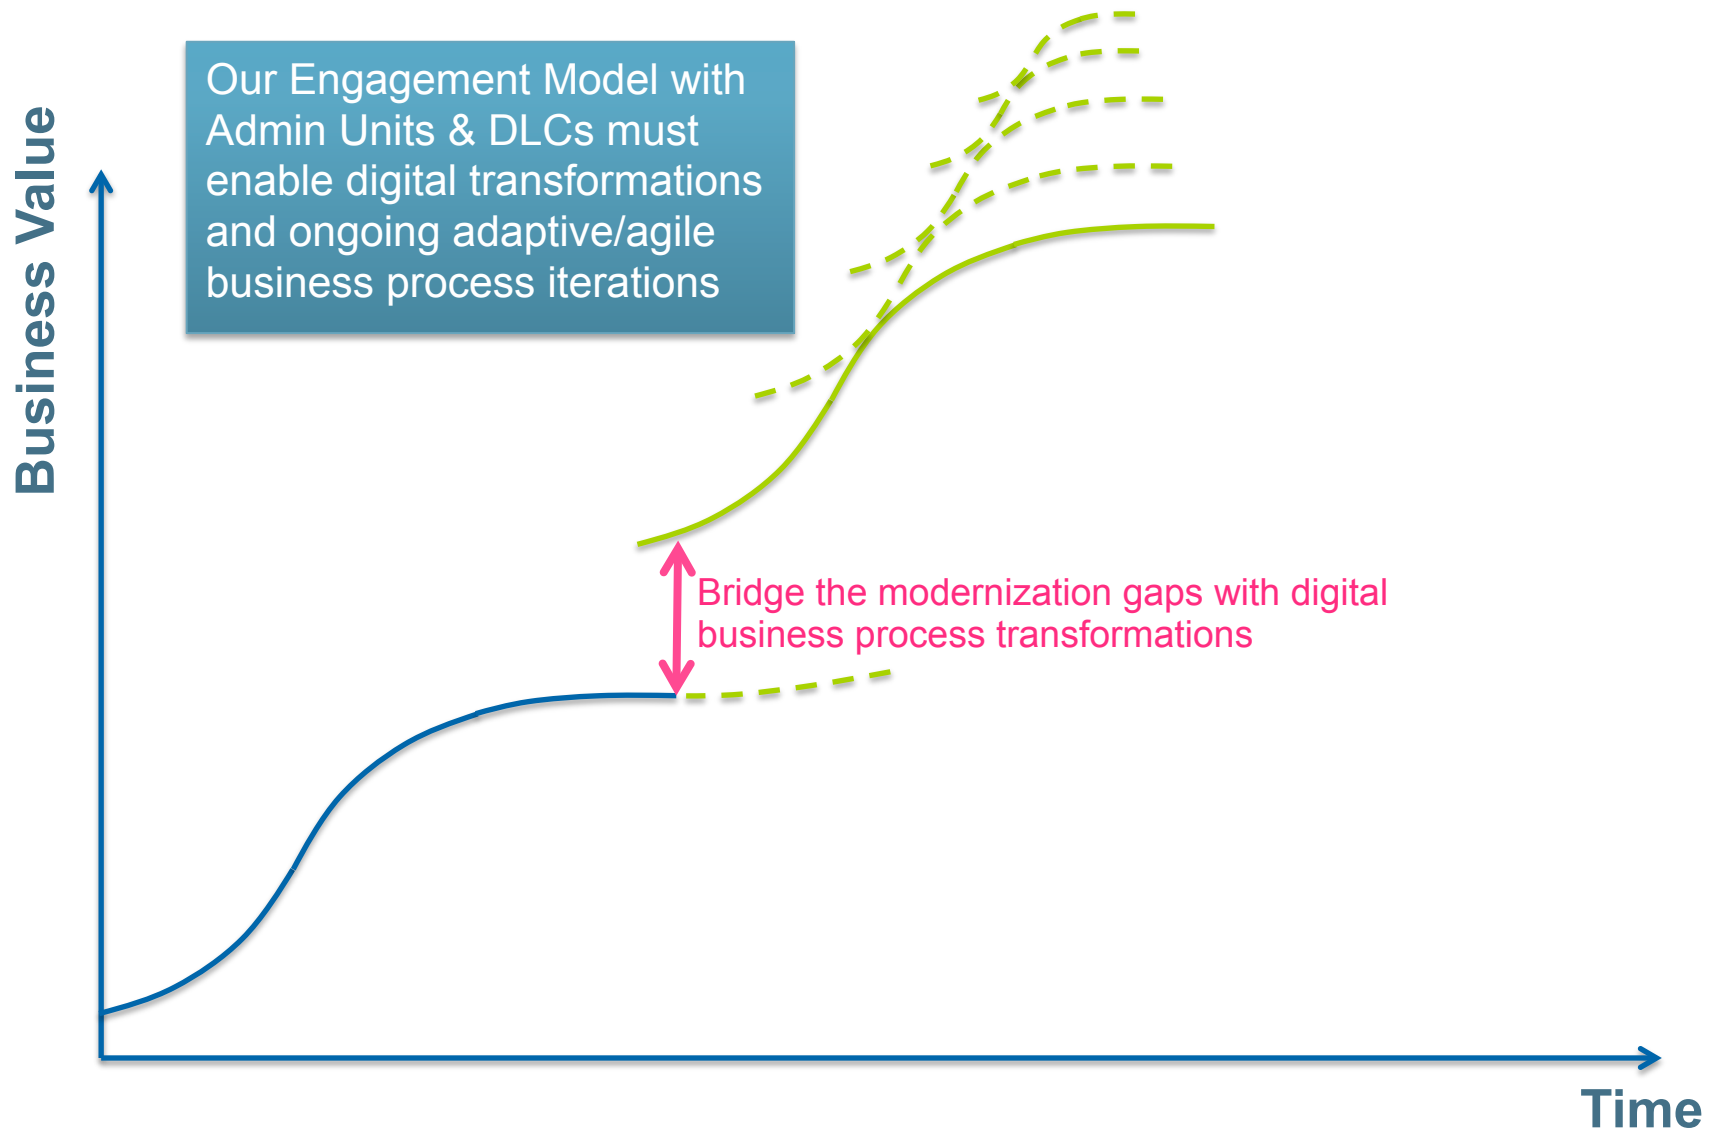 Our Engagement Model with
Admin Units & DLCs must
enable digital transformations
and ongoing adaptive/agile
business process iterations
Business Value
Bridge the modernization gaps with digital
business process transformations
Time